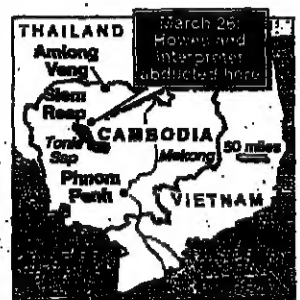 THAILAND
March 26:
Howes and
interpreter
abducted here
Amlong
Veng
Siem
Reap
CAMBODIA
Tonle
Sap
Mekong
50 miles
Phnom
Penh
VIETNAM